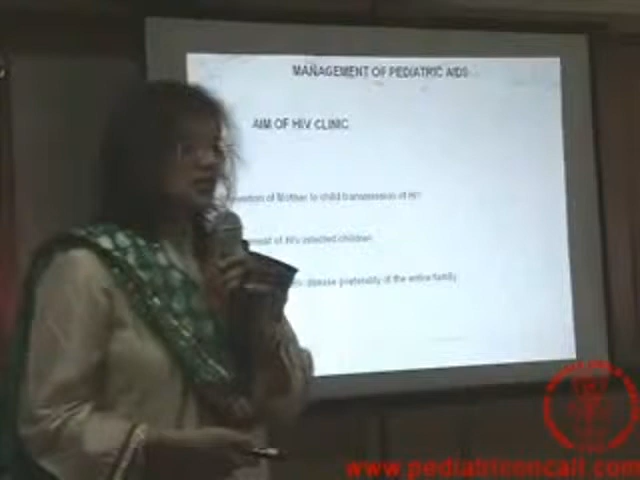 MANAGEMENT OF PEDIATRIC AIDS
AIM OF HIV CLINIC
of Mother to child transmission of HIV
of HIV infected children
disease preferably of the entire family
www.pediatriconcall.com